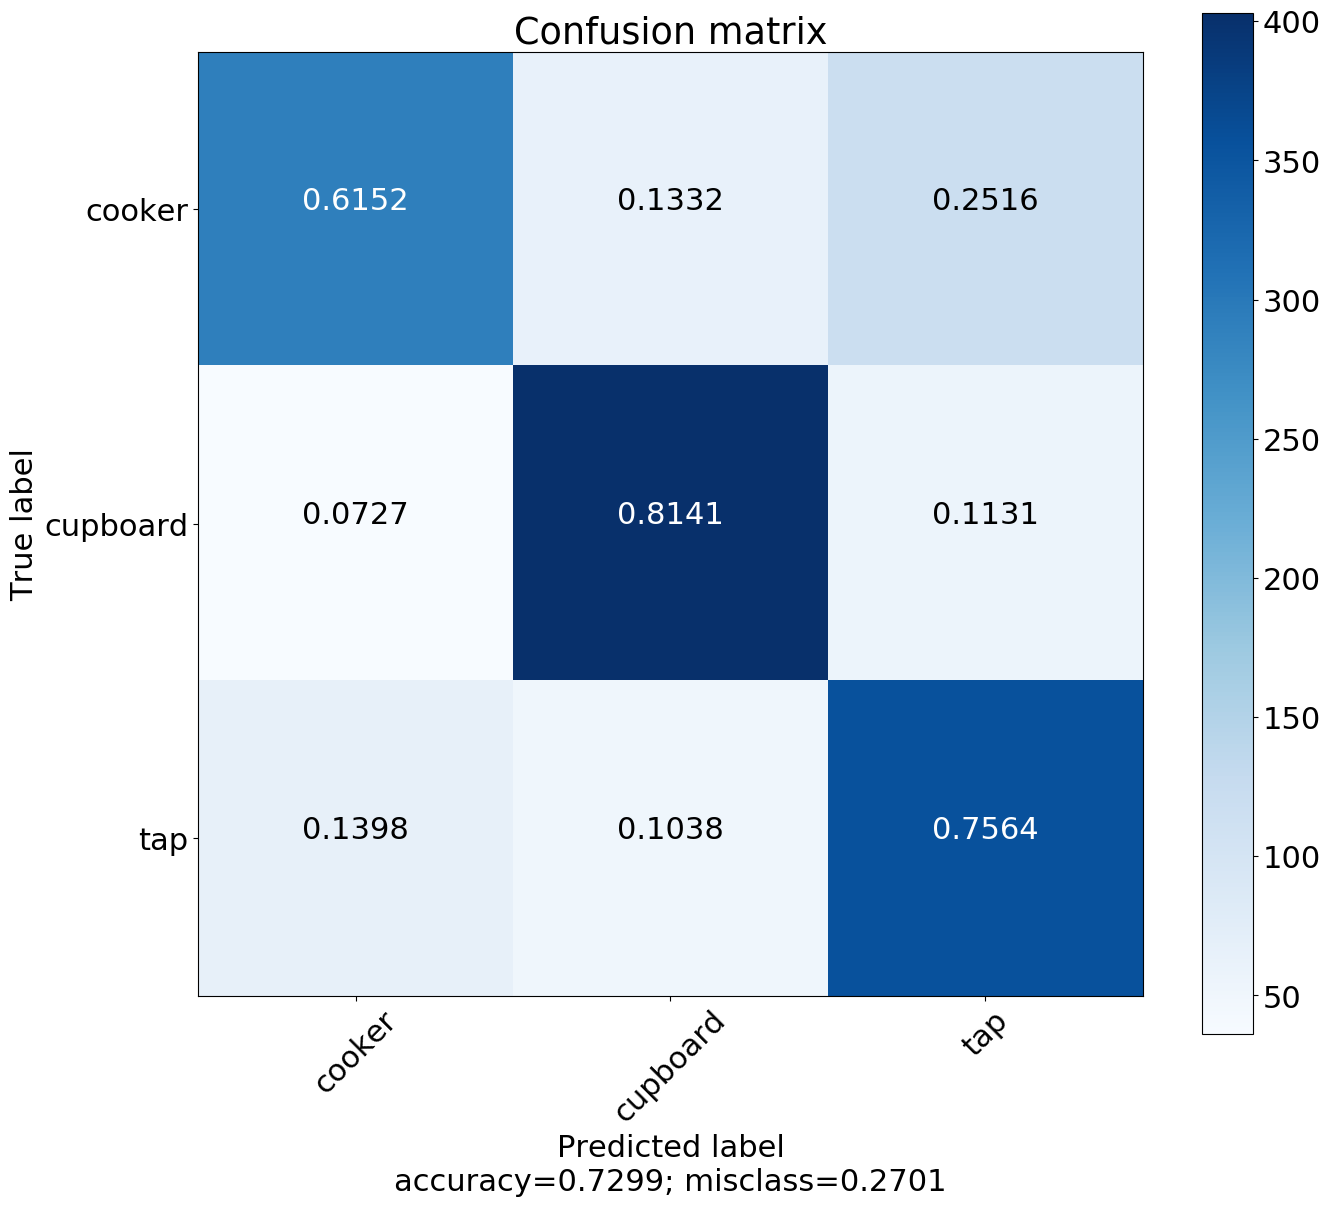 Confusion matrix
cooker 0.6152 0.1332 0.2516
cupboard 0.0727 0.8141 0.1131
tap 0.1398 0.1038 0.7564
True label
cooker cupboard tap
Predicted label
accuracy=0.7299; misclass=0.2701
400
350
300
250
200
150
100
50